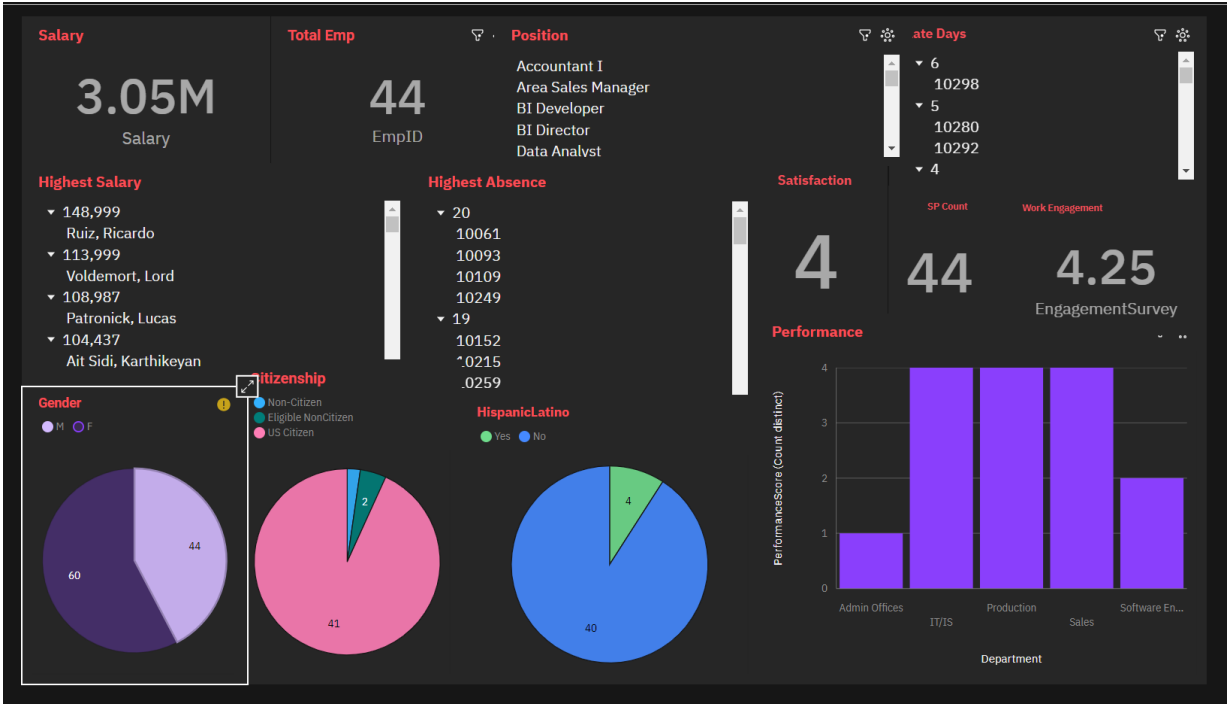 Salary
3.05M
Salary
Total Emp
44
EmpID
Position
Accountant I
Area Sales Manager
BI Developer
BI Director
Data Analyst
ate Days
6
10298
5
10280
10292
4
Highest Salary
148,999
Ruiz, Ricardo
113,999
Voldemort, Lord
108,987
Patronick, Lucas
104,437
Ait Sidi, Karthikeyan
Highest Absence
20
10061
10093
10109
10249
19
10152
0215
.0259
Satisfaction
4
SP Count
44
Work Engagement
4.25
EngagementSurvey
Gender
M F
44
60
Citizenship
Non-Citizen
Eligible NonCitizen
US Citizen
2
41
HispanicLatino
Yes No
4
40
Performance
PerformanceScore (Count distinct)
4
3
2
1
0
Admin Offices
IT/IS
Production
Sales
Software En...
Department